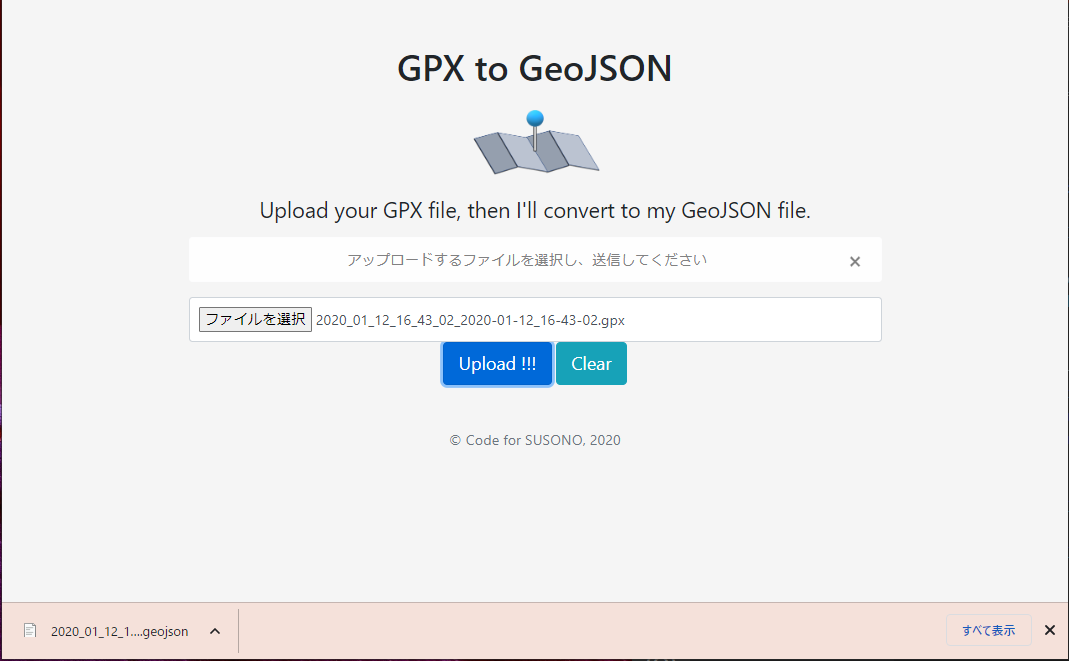 GPX to GeoJSON
Upload your GPX file, then I'll convert to my GeoJSON file.
アップロードするファイルを選択し、送信してください ×
ファイルを選択 2020_01_12_16_43_02_2020-01-12_16-43-02.gpx
Upload !!! Clear
© Code for SUSONO, 2020
2020_01_12_1....geojson すべて表示 ×